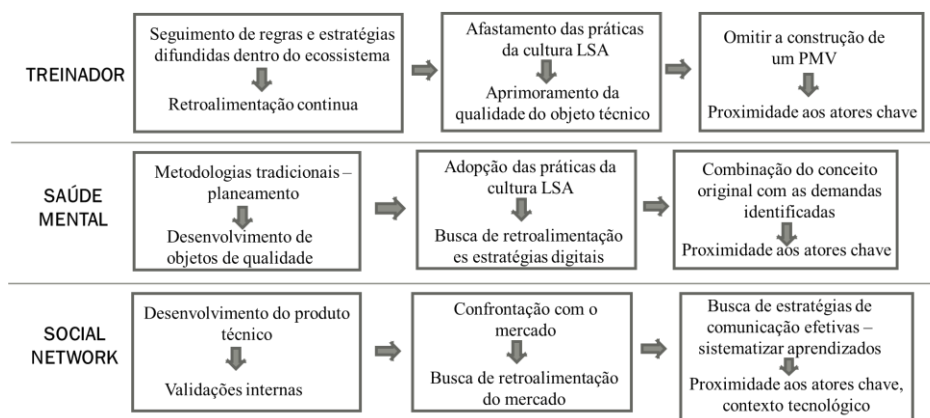 TREINADOR
Seguimento de regras e estratégias
difundidas dentro do ecossistema
Retroalimentação continua
Afastamento das práticas
da cultura LSA
Aprimoramento da
qualidade do objeto técnico
Omitir a construção de
um PMV
Proximidade aos atores chave
SAÚDE
MENTAL
Metodologias tradicionais –
planeamento
Desenvolvimento de
objetos de qualidade
Adopção das práticas da
cultura LSA
Busca de retroalimentação
es estratégias digitais
Combinação do conceito
original com as demandas
identificadas
Proximidade aos atores chave
SOCIAL
NETWORK
Desenvolvimento do produto
técnico
Validações internas
Confrontação com o
mercado
Busca de retroalimentação
do mercado
Busca de estratégias de
comunicação efetivas –
sistematizar aprendizados
Proximidade aos atores chave,
contexto tecnológico